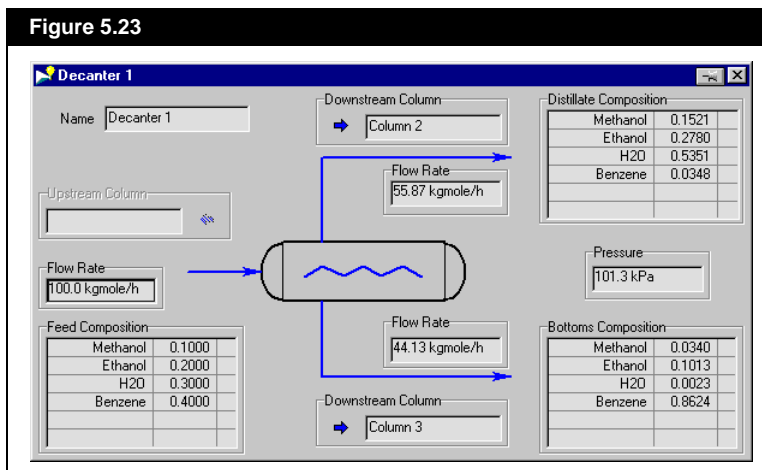 Figure 5.23
Decanter 1
Name Decanter 1
Downstream Column
Column 2
Distillate Composition
Methanol 0.1521
Ethanol 0.2780
H2O 0.5351
Benzene 0.0348
Flow Rate
55.87 kgmole/h
Upstream Column
Flow Rate
100.0 kgmole/h
Pressure
101.3 kPa
Feed Composition
Methanol 0.1000
Ethanol 0.2000
H2O 0.3000
Benzene 0.4000
Flow Rate
44.13 kgmole/h
Downstream Column
Column 3
Bottoms Composition
Methanol 0.0340
Ethanol 0.1013
H2O 0.0023
Benzene 0.8624